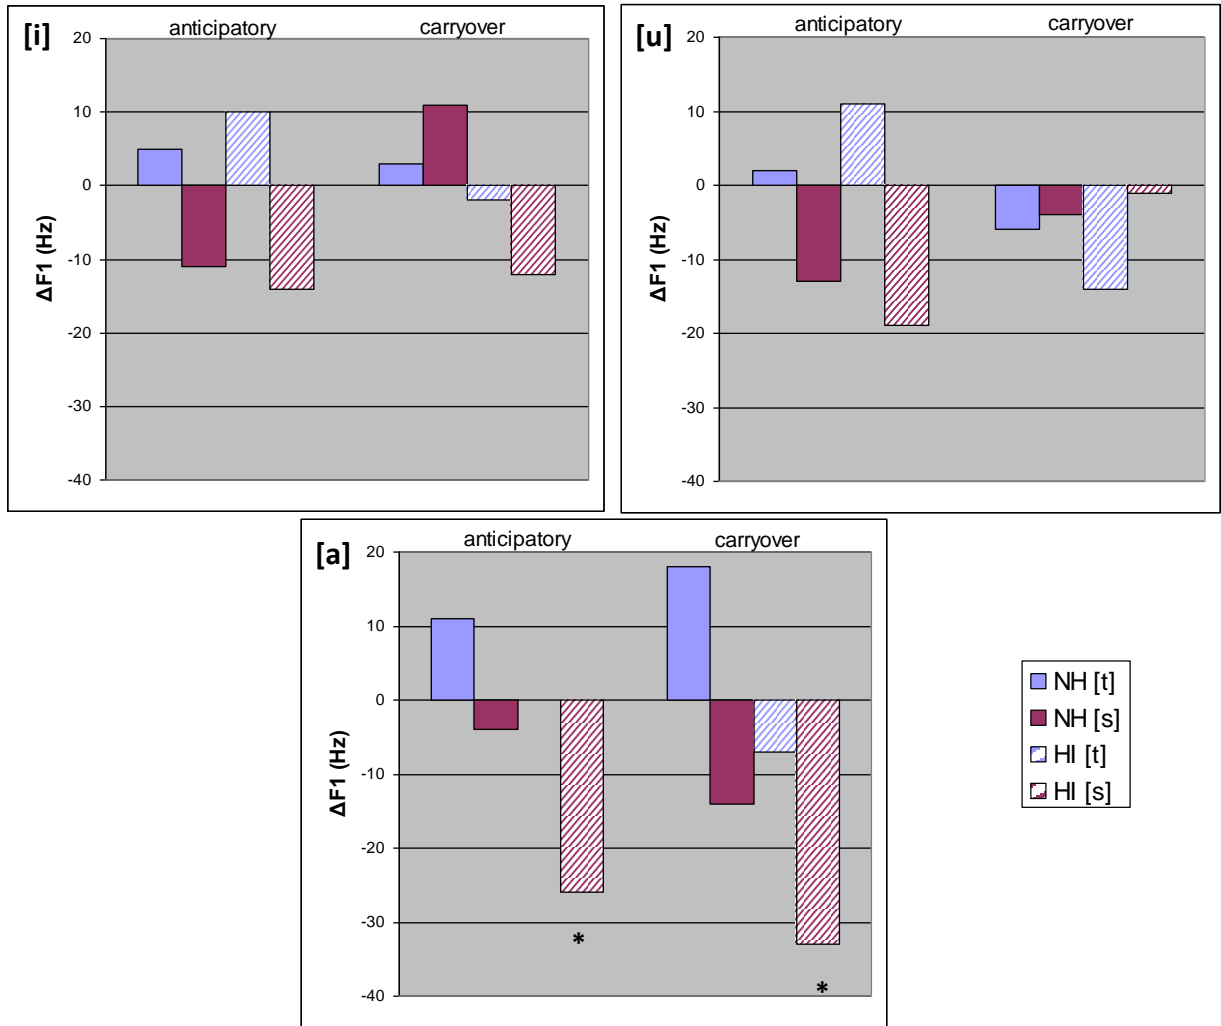 [i]
anticipatory carryover
20
10
0
-10
-20
-30
-40
ΔF1 (Hz)
[u]
anticipatory carryover
20
10
0
-10
-20
-30
-40
ΔF1 (Hz)
[a]
anticipatory carryover
20
10
0
-10
-20
-30
-40
ΔF1 (Hz)
*
*
NH [t]
NH [s]
HI [t]
HI [s]